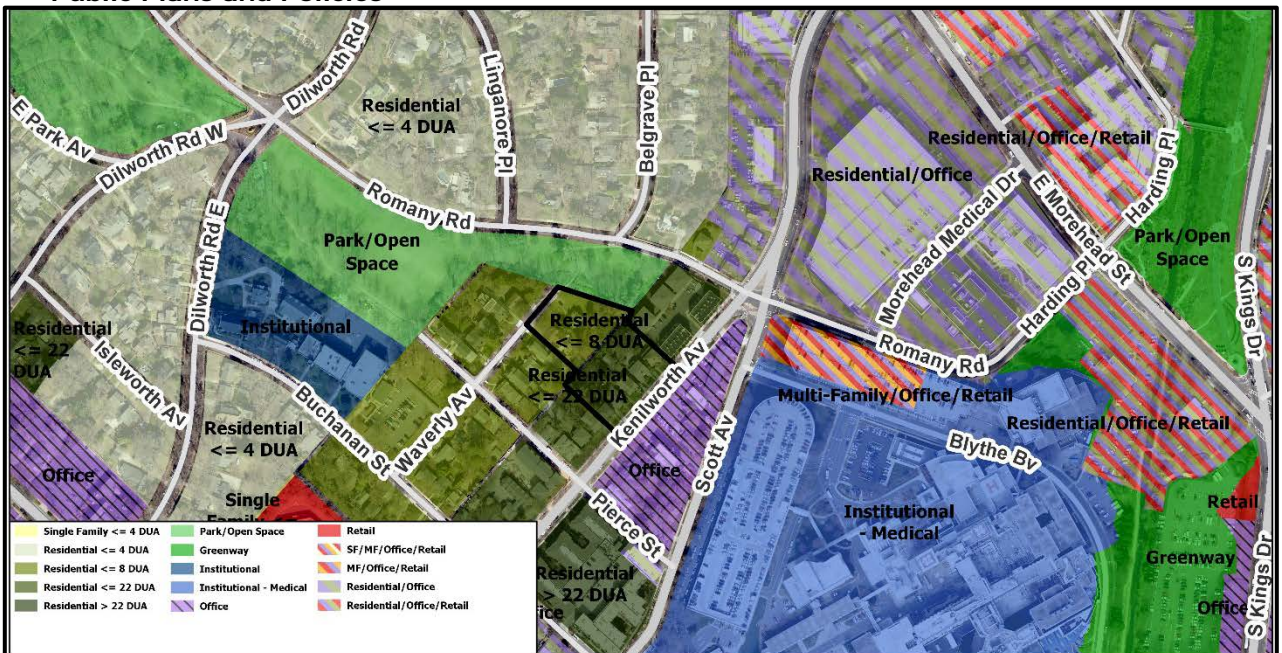 Public Plans and Policies
E Park Av
Dilworth Rd W
Dilworth Rd
Residential
<= 4 DUA
Linganore Pl
Belgrave Pl
Romany Rd
Park/Open
Space
Dilworth Rd E
Institutional
Residential
<= 22
DUA
Isleworth Av
Buchanan St
Residential
<= 4 DUA
Waverly Av
Residential
<= 8 DUA
Residential
<= 22 DUA
Kenilworth Av
Office
Scott Av
Pierce St
Residential
> 22 DUA
Office
Single
Residential/Office
Morehead Medical Dr
Residential/Office/Retail
Harding Pl
E Morehead St
Park/Open
Space
S Kings Dr
Harding Pl
Romany Rd
Multi-Family/Office/Retail
Blythe Bv
Residential/Office/Retail
Institutional
- Medical
Retail
Greenway
Office
S Kings Dr
Single Family <= 4 DUA
Residential <= 4 DUA
Residential <= 8 DUA
Residential <= 22 DUA
Residential > 22 DUA
Park/Open Space
Greenway
Institutional
Institutional - Medical
Office
Retail
SF/MF/Office/Retail
MF/Office/Retail
Residential/Office
Residential/Office/Retail